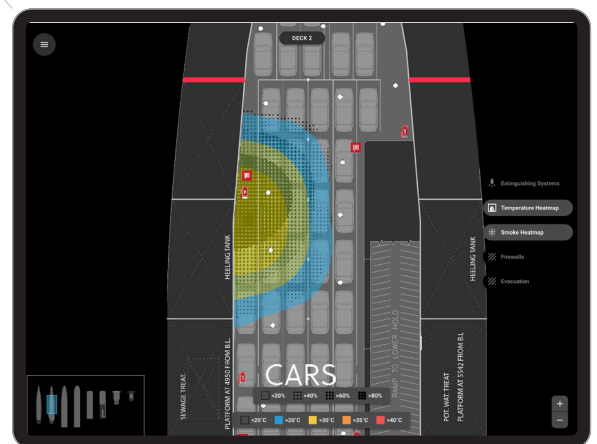 DECK 2
Extinguishing Systems
Temperature Heatmap
Smoke Heatmap
Firewalls
Evacuation
HEELING TANK
HEELING TANK
SEWAGE TREAT.
PLATFORM AT 4950 FROM B.L
CARS
RAMP TO LOWER HOLD
POT. WAT TREAT
PLATFORM AT 5542 FROM B.L
<20% >40% >60% >80%
<20°C >20°C >30°C >35°C >40°C
+
−